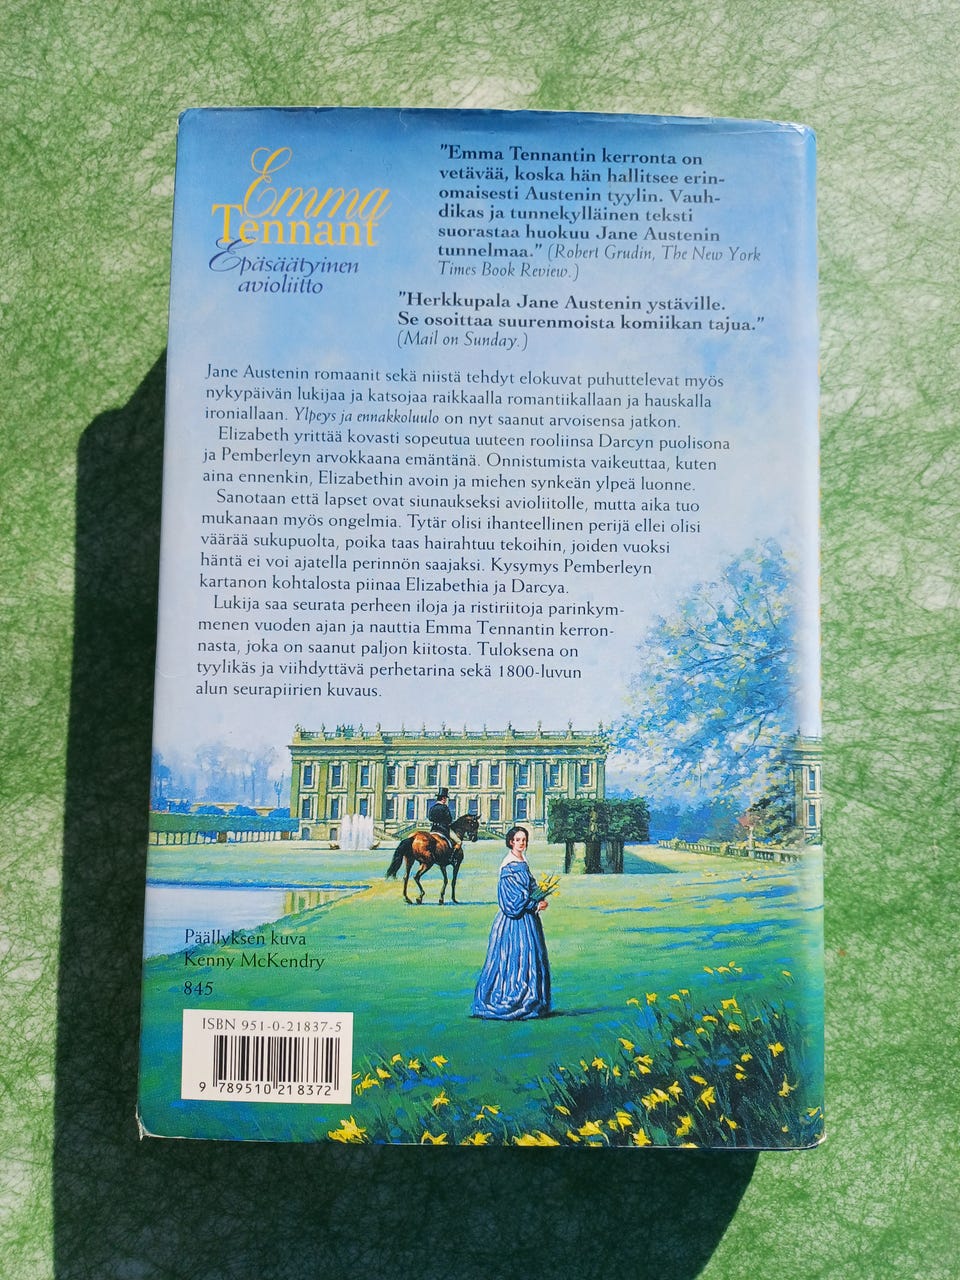 Emma
Tennant
Epäsäätyinen
avioliitto
"Emma Tennantin kerronta on
vetävää, koska hän hallitsee erin-
omaisesti Austenin tyylin. Vauh-
dikas ja tunnekylläinen teksti
suorastaa huokuu Jane Austenin
tunnelmaa." (Robert Grudin, The New York
Times Book Review.)
"Herkkupala Jane Austenin ystäville.
Se osoittaa suurenmoista komiikan tajua."
(Mail on Sunday.)
Jane Austenin romaanit sekä niistä tehdyt elokuvat puhuttelevat myös
nykypäivän lukijaa ja katsojaa raikkaalla romantiikallaan ja hauskalla
ironiallaan. Ylpeys ja ennakkoluulo on nyt saanut arvoisensa jatkon.
Elizabeth yrittää kovasti sopeutua uuteen rooliinsa Darcyn puolisona
ja Pemberleyn arvokkaana emäntänä. Onnistumista vaikeuttaa, kuten
aina ennenkin, Elizabethin avoin ja miehen synkeän ylpeä luonne.
Sanotaan että lapset ovat siunaukseksi avioliitolle, mutta aika tuo
mukanaan myös ongelmia. Tytär olisi ihanteellinen perijä ellei olisi
väärää sukupuolta, poika taas hairahtuu tekoihin, joiden vuoksi
häntä ei voi ajatella perinnön saajaksi. Kysymys Pemberleyn
kartanon kohtalosta piinaa Elizabethia ja Darcya.
Lukija saa seurata perheen iloja ja ristiriitoja parinkym-
menen vuoden ajan ja nauttia Emma Tennantin kerron-
nasta, joka on saanut paljon kiitosta. Tuloksena on
tyylikäs ja viihdyttävä perhetarina sekä 1800-luvun
alun seurapiirien kuvaus.
Päällyksen kuva
Kenny McKendry
845
ISBN 951-0-21837-5
9 789510 218372